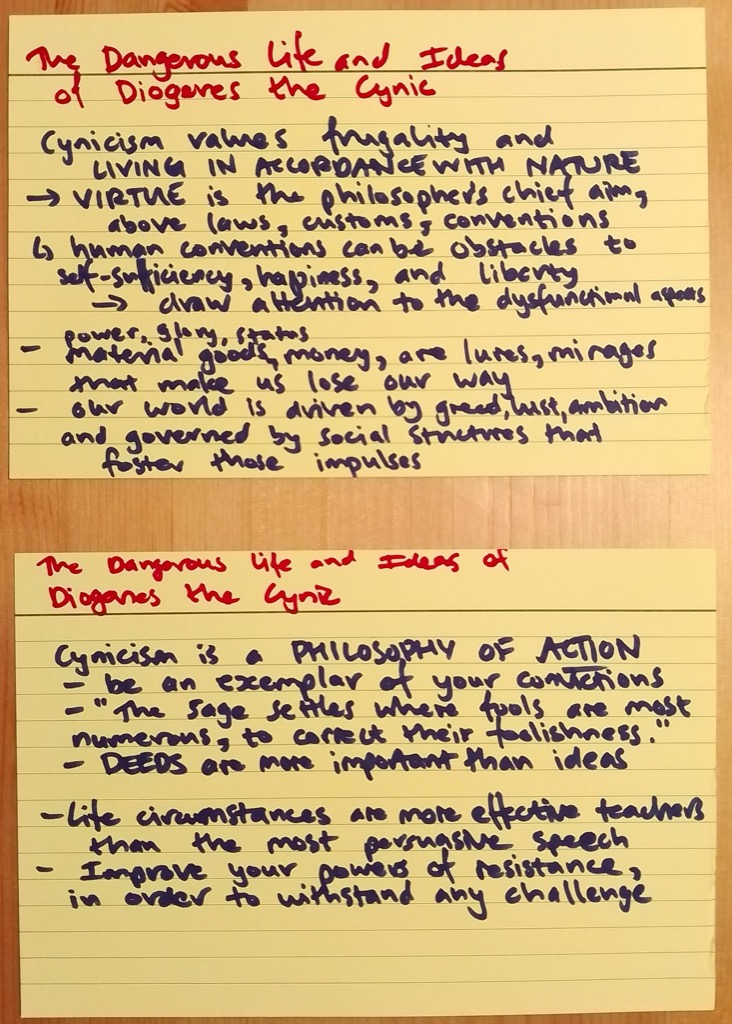 The Dangerous Life and Ideas
of Diogenes the Cynic
Cynicism values frugality and
LIVING IN ACCORDANCE WITH NATURE
→ VIRTUE is the philosopher's chief aim,
above laws, customs, conventions
↳ human conventions can be obstacles to
self-sufficiency, happiness, and liberty
→ draw attention to the dysfunctional aspects
power, glory, status
- material goods, money, are lures, mirages
that make us lose our way
- our world is driven by greed, lust, ambition
and governed by social structures that
foster those impulses
The Dangerous Life and Ideas of
Diogenes the Cynic
Cynicism is a PHILOSOPHY OF ACTION
- be an exemplar of your convictions
- "The sage settles where fools are most
numerous, to correct their foolishness."
- DEEDS are more important than ideas
- Life circumstances are more effective teachers
than the most persuasive speech
- Improve your powers of resistance,
in order to withstand any challenge